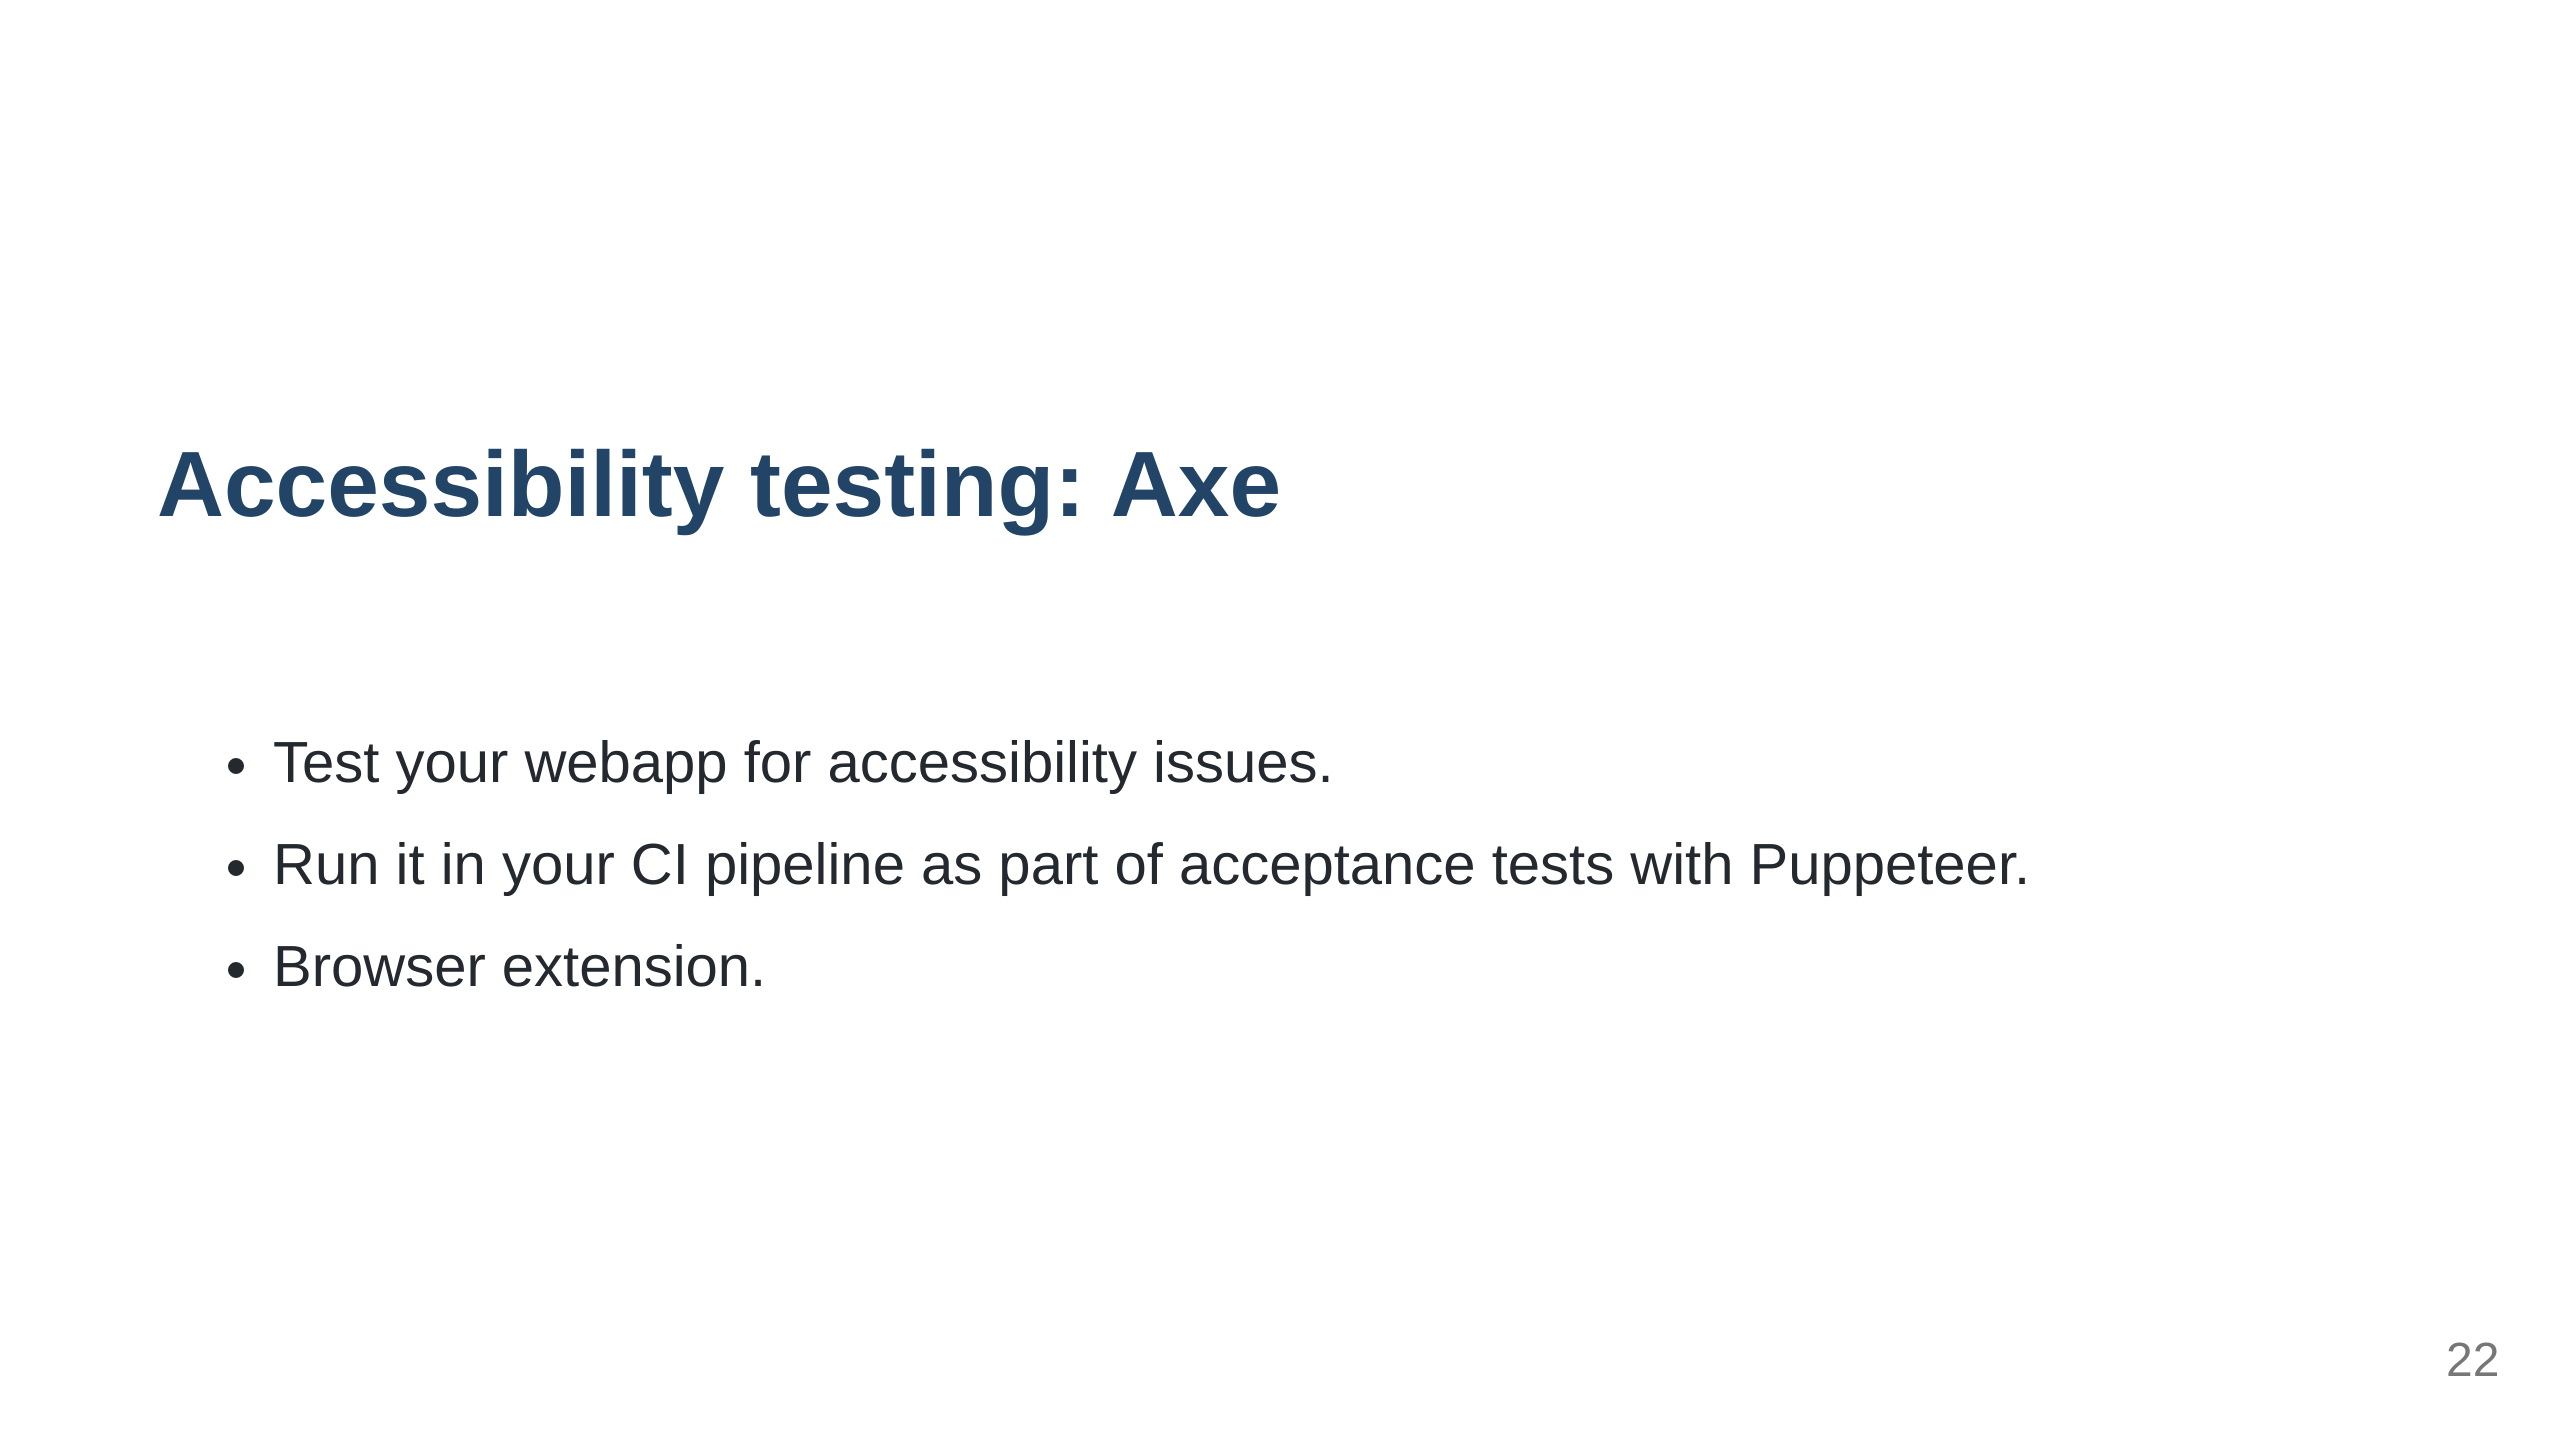 Accessibility testing: Axe
• Test your webapp for accessibility issues.
• Run it in your CI pipeline as part of acceptance tests with Puppeteer.
• Browser extension.
22